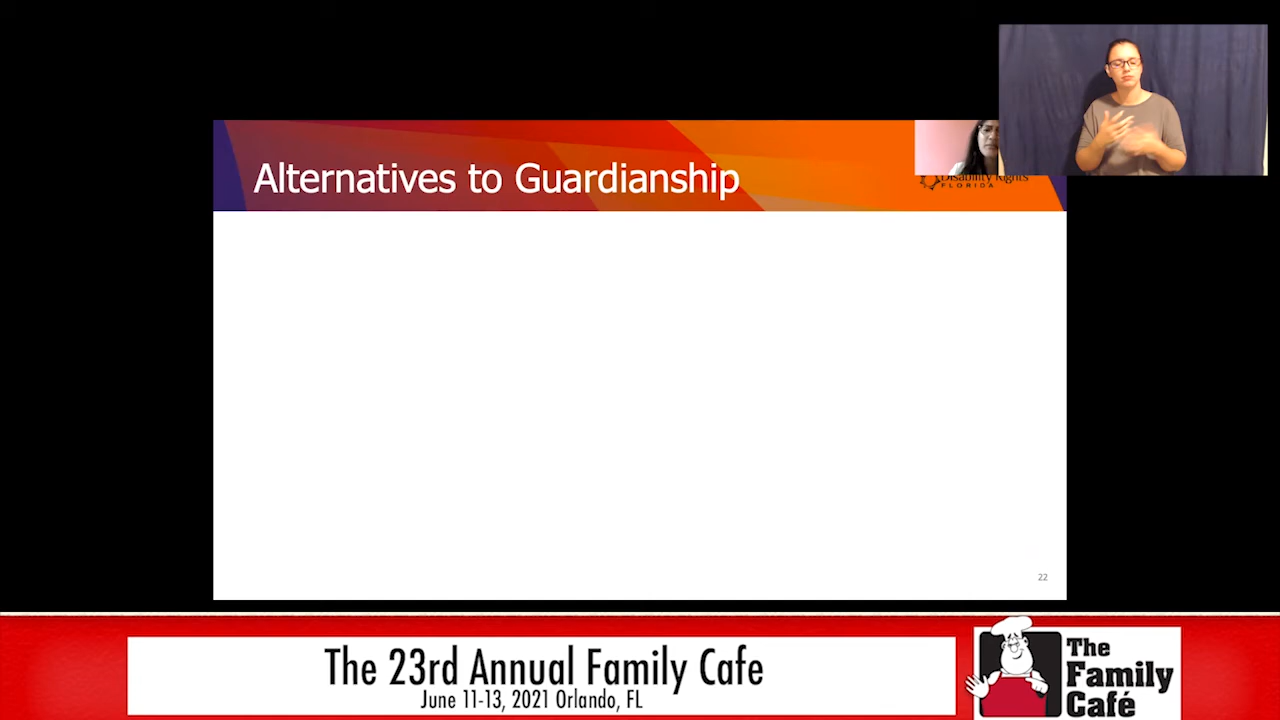 Alternatives to Guardianship
Disability Rights
FLORIDA
22
The 23rd Annual Family Cafe
June 11-13, 2021 Orlando, FL
The
Family
Café